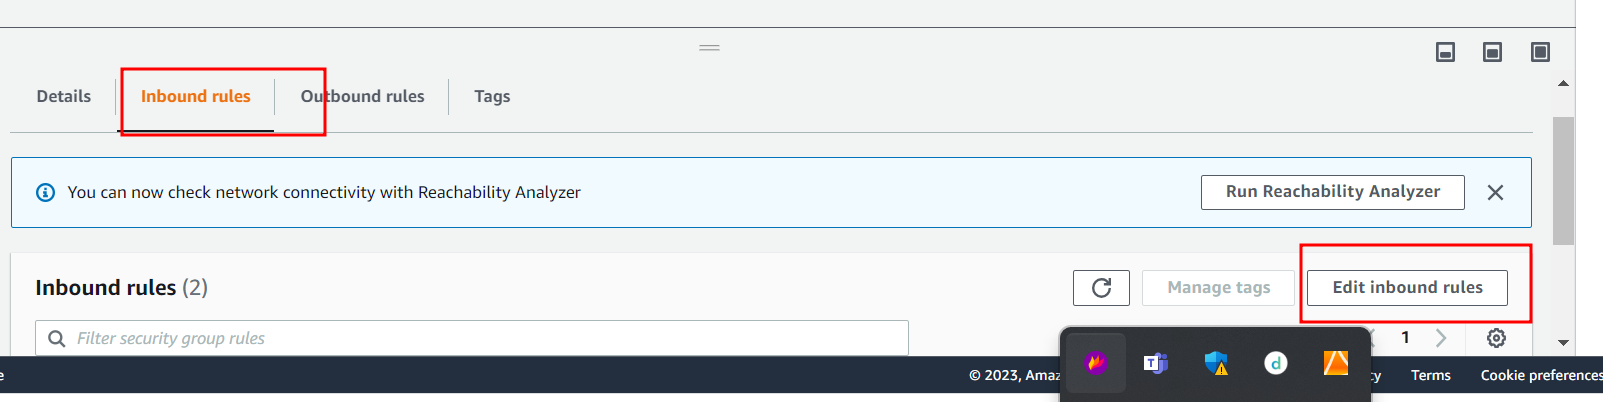 Details
Inbound rules
Outbound rules
Tags
You can now check network connectivity with Reachability Analyzer
Run Reachability Analyzer
Inbound rules (2)
Manage tags
Edit inbound rules
Filter security group rules
1
e
© 2023, Amaz
cy
Terms
Cookie preferences